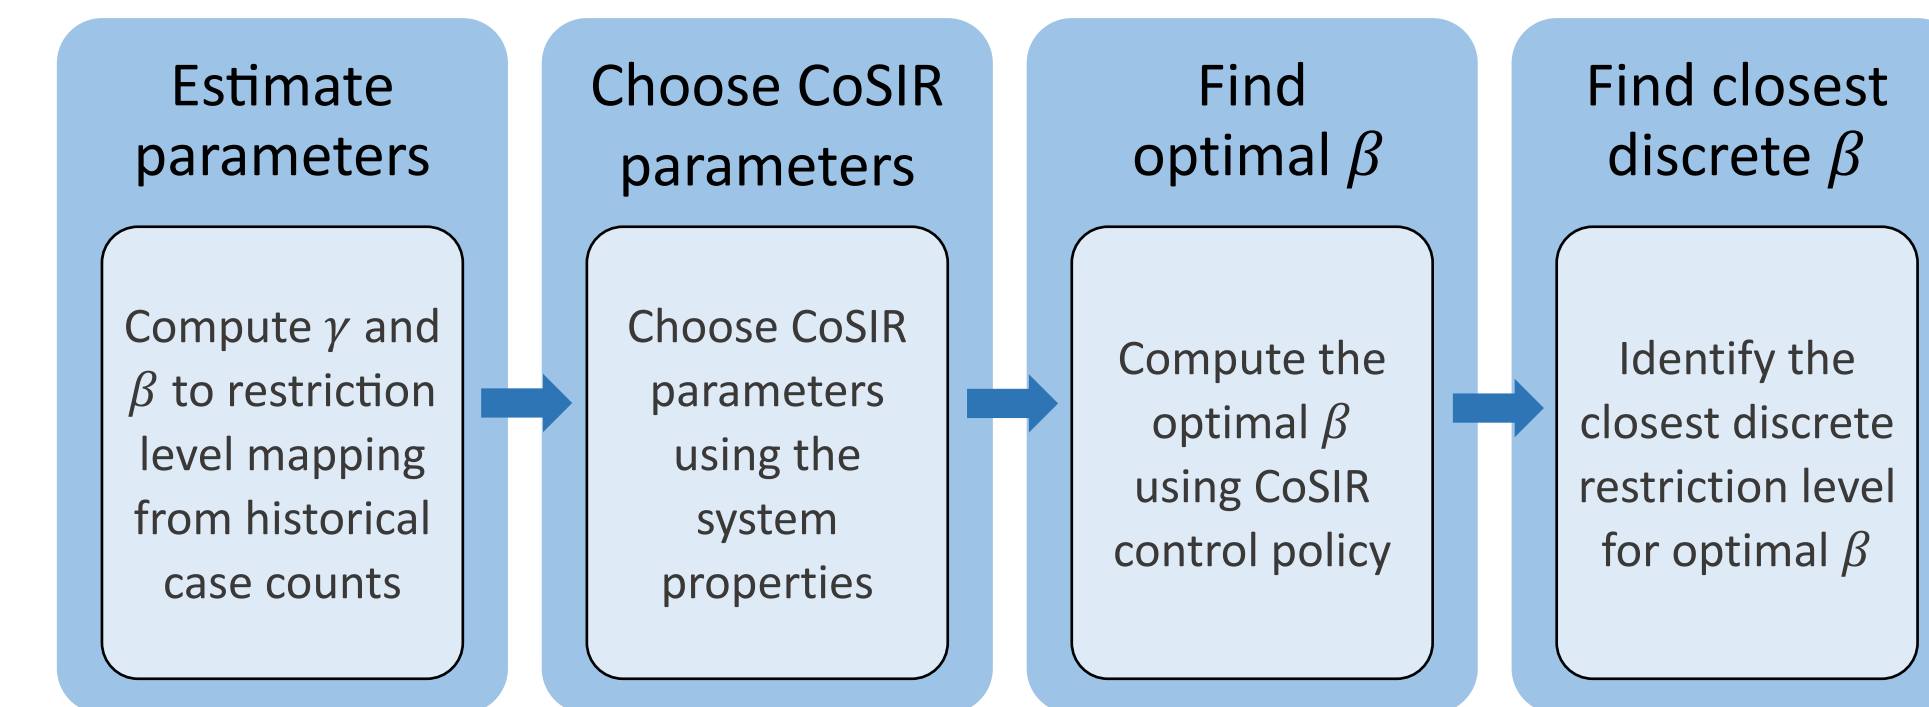 Estimate
parameters
Compute γ and
β to restriction
level mapping
from historical
case counts
Choose CoSIR
parameters
Choose CoSIR
parameters
using the
system
properties
Find
optimal β
Compute the
optimal β
using CoSIR
control policy
Find closest
discrete β
Identify the
closest discrete
restriction level
for optimal β